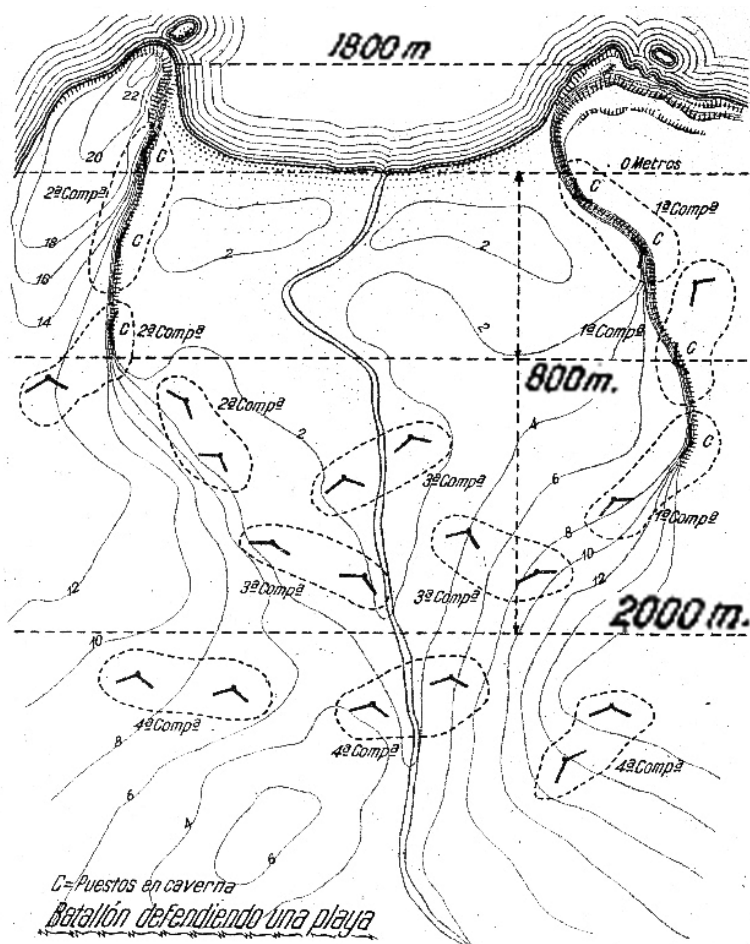 1800 m
22
20
C
2ª Compª
18
16
14
C
2
2
0 Metros
C
1ª Compª
C
C
2ª Compª
2
1ª Compª
C
800 m.
2ª Compª
2
4
3ª Compª
6
C
1ª Compª
8
10
12
12
3ª Compª
3ª Compª
2000 m.
10
4ª Compª
8
4ª Compª
4ª Compª
6
4
6
C = Puestos en caverna
Batallón defendiendo una playa